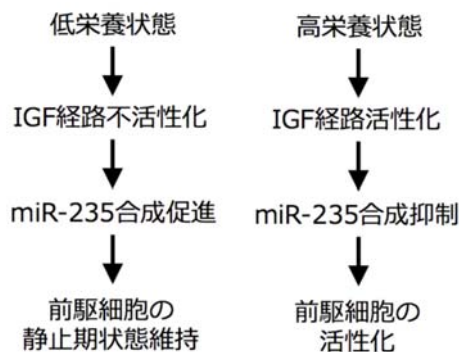 低栄養状態
IGF経路不活性化
miR-235合成促進
前駆細胞の
静止期状態維持
高栄養状態
IGF経路活性化
miR-235合成抑制
前駆細胞の
活性化